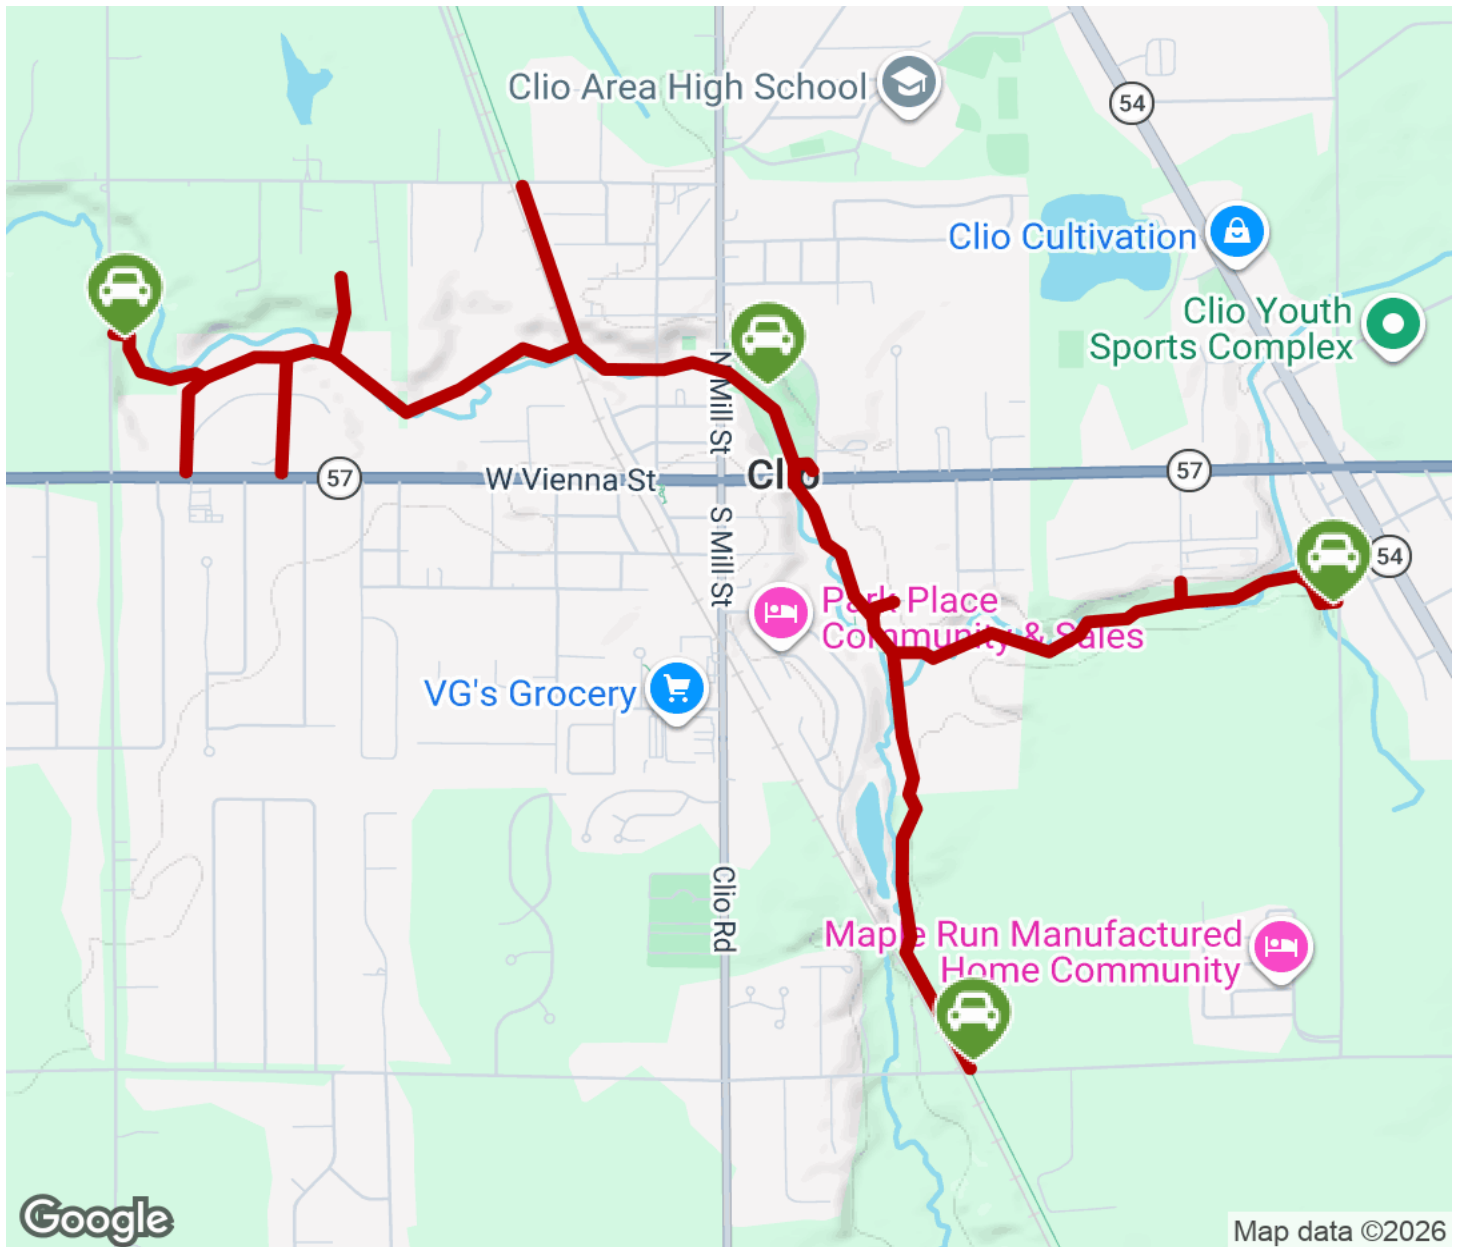 Clio Area High School
54
Clio Cultivation
Clio Youth
Sports Complex
N Mill St
57
W Vienna St
Clio
57
S Mill St
54
Park Place
Community & Sales
VG's Grocery
Clio Rd
Maple Run Manufactured
Home Community
Google
Map data ©2026